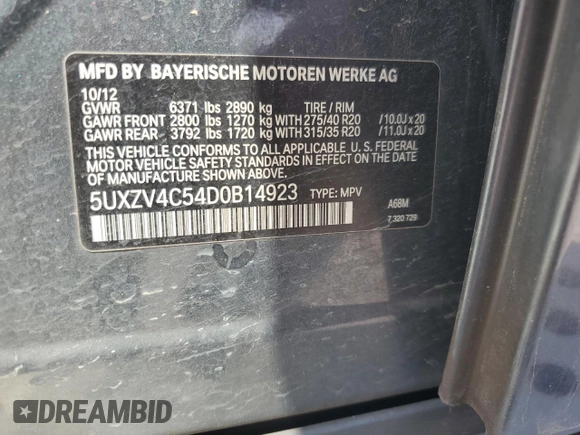 MFD BY BAYERISCHE MOTOREN WERKE AG
10/12
GVWR 6371 lbs 2890 kg TIRE / RIM
GAWR FRONT 2800 lbs 1270 kg WITH 275/40 R20 /10.0J x 20
GAWR REAR 3792 lbs 1720 kg WITH 315/35 R20 /11.0J x 20
THIS VEHICLE CONFORMS TO ALL APPLICABLE U. S. FEDERAL
MOTOR VEHICLE SAFETY STANDARDS IN EFFECT ON THE DATE
OF MANUFACTURE SHOWN ABOVE.
5UXZV4C54D0B14923 TYPE: MPV A68M
7 320 729
DREAMBID